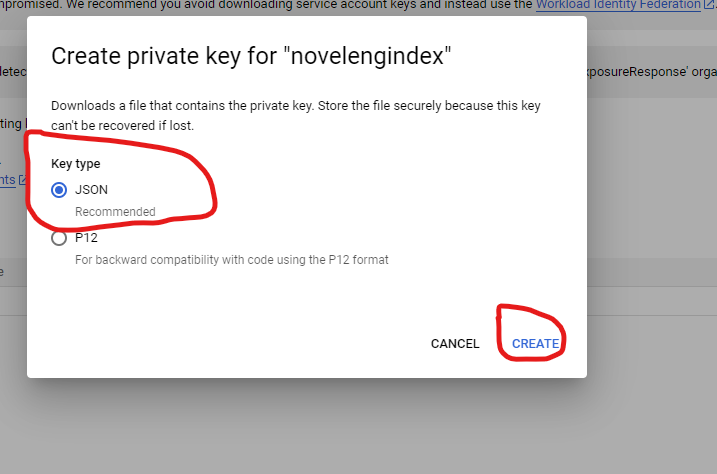 mpromised. We recommend you avoid downloading service account keys and instead use the Workload Identity Federation
Create private key for "novelengindex"
detec
xposureResponse' orga
Downloads a file that contains the private key. Store the file securely because this key
can't be recovered if lost.
ting
Key type
JSON
nts
Recommended
P12
For backward compatibility with code using the P12 format
e
CANCEL CREATE